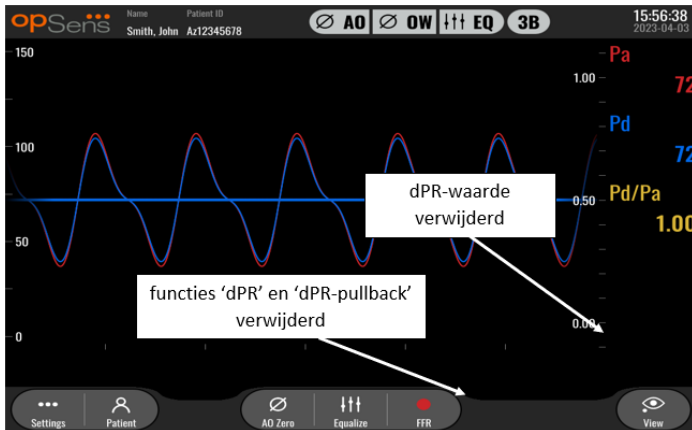 opSens
Name
Smith, John
Patient ID
Az12345678
AO
OW
EQ
3B
15:56:38
2023-04-03
150
100
50
0
1.00
0.50
0.00
Pa
72
Pd
72
Pd/Pa
1.00
dPR-waarde
verwijderd
functies ‘dPR’ en ‘dPR-pullback’
verwijderd
Settings
Patient
AO Zero
Equalize
FFR
View